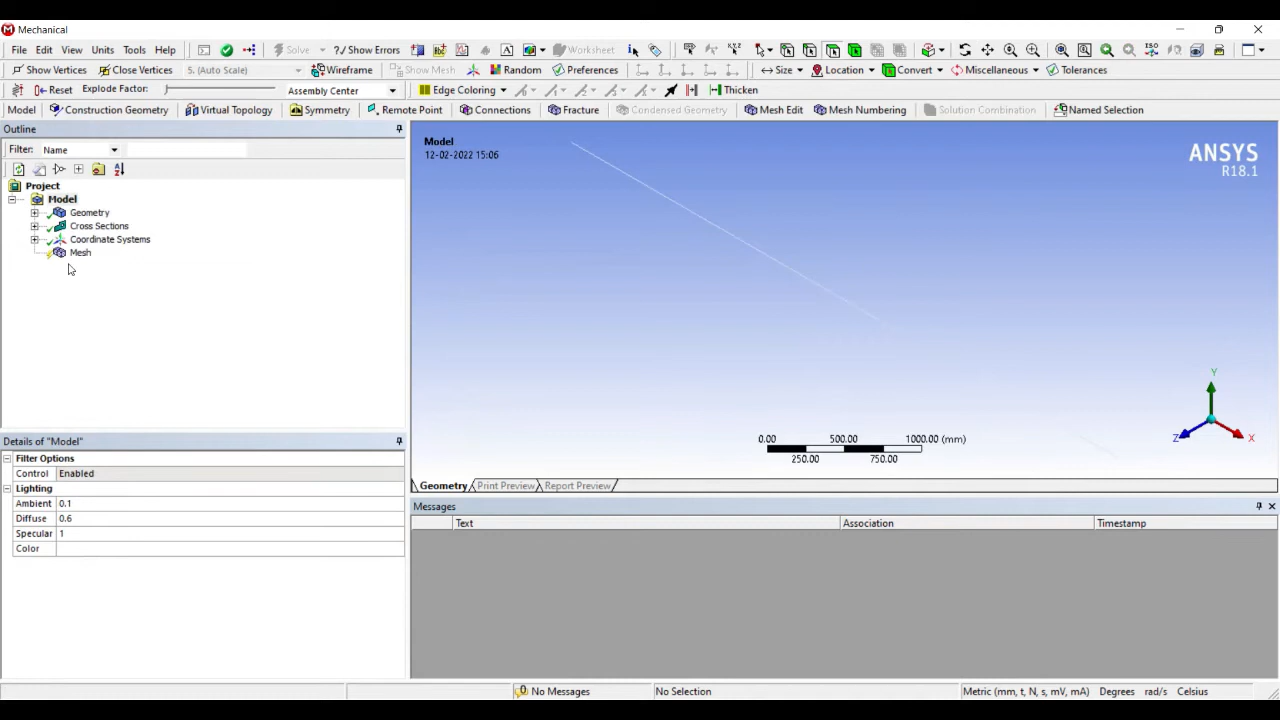 Mechanical
File Edit View Units Tools Help Solve ?/Show Errors A Worksheet ISO
Show Vertices Close Vertices 5. (Auto Scale) Wireframe Show Mesh Random Preferences Size Location Convert Miscellaneous Tolerances
Reset Explode Factor: Assembly Center Edge Coloring Thicken
Model Construction Geometry Virtual Topology Symmetry Remote Point Connections Fracture Condensed Geometry Mesh Edit Mesh Numbering Solution Combination Named Selection
Outline
Filter: Name
Project
Model
Geometry
Cross Sections
Coordinate Systems
Mesh
Details of "Model"
Filter Options
Control Enabled
Lighting
Ambient 0.1
Diffuse 0.6
Specular 1
Color
Model
12-02-2022 15:06
ANSYS
R18.1
Y
Z X
0.00 500.00 1000.00 (mm)
250.00 750.00
Geometry Print Preview Report Preview
Messages
Text Association Timestamp
No Messages No Selection Metric (mm, t, N, s, mV, mA) Degrees rad/s Celsius